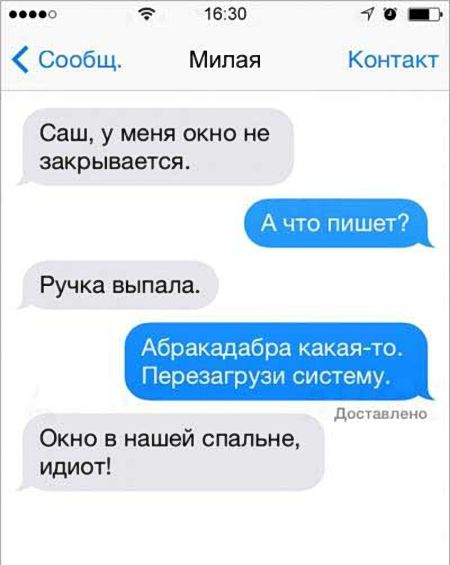 16:30
Сообщ.
Милая
Контакт
Саш, у меня окно не
закрывается.
А что пишет?
Ручка выпала.
Абракадабра какая-то.
Перезагрузи систему.
Доставлено
Окно в нашей спальне,
идиот!